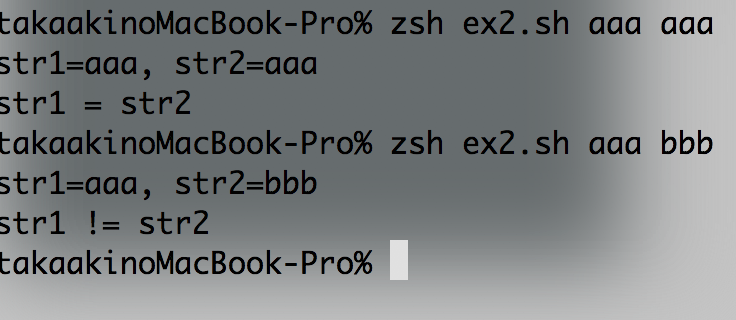 takaakinoMacBook-Pro% zsh ex2.sh aaa aaa
str1=aaa, str2=aaa
str1 = str2
takaakinoMacBook-Pro% zsh ex2.sh aaa bbb
str1=aaa, str2=bbb
str1 != str2
takaakinoMacBook-Pro%